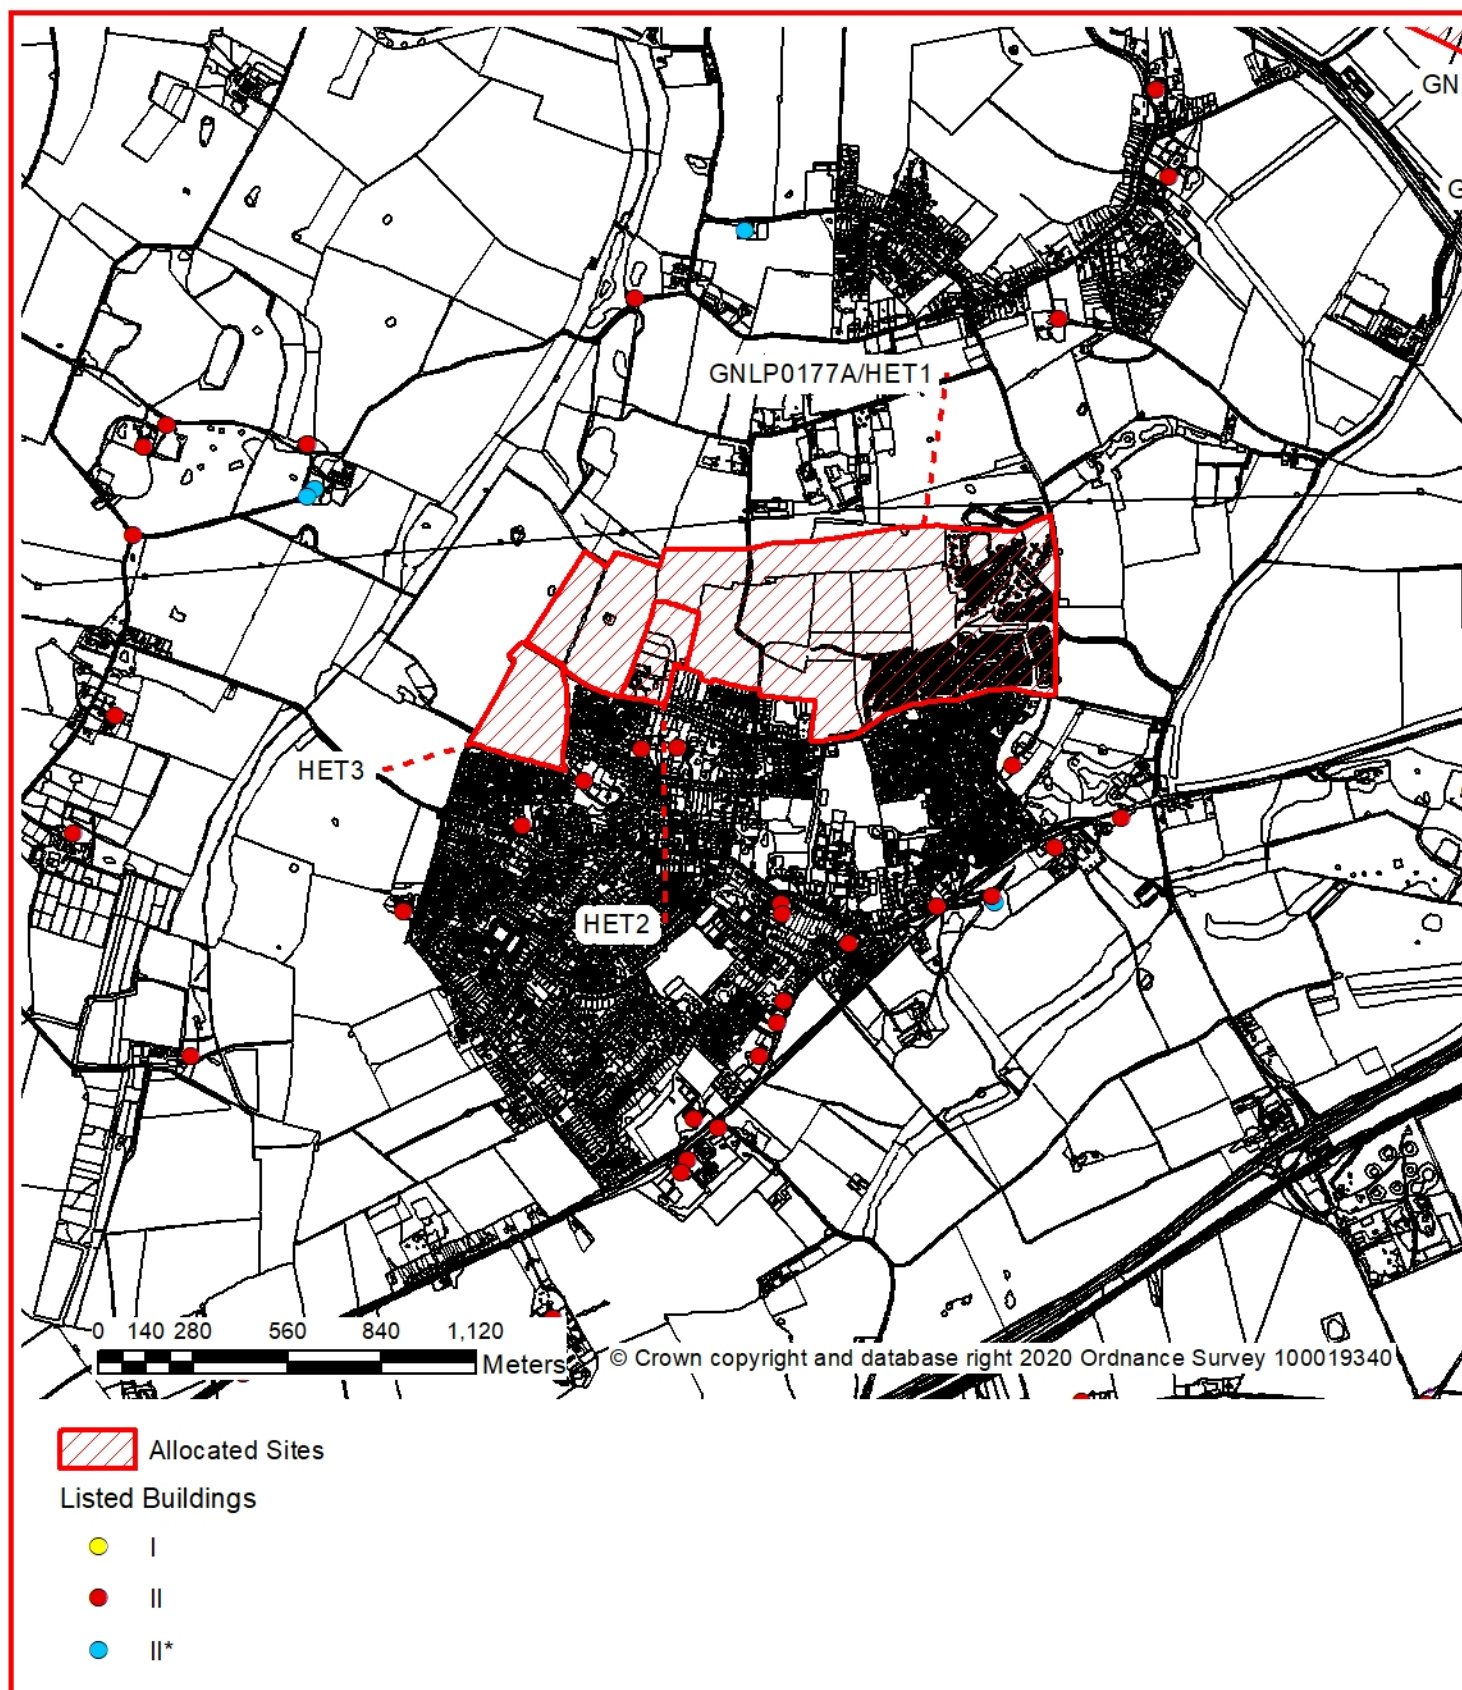 GN
G
GNLP0177A/HET1
HET3
HET2
0 140 280 560 840 1,120
Meters
© Crown copyright and database right 2020 Ordnance Survey 100019340
Allocated Sites
Listed Buildings
I
II
II*